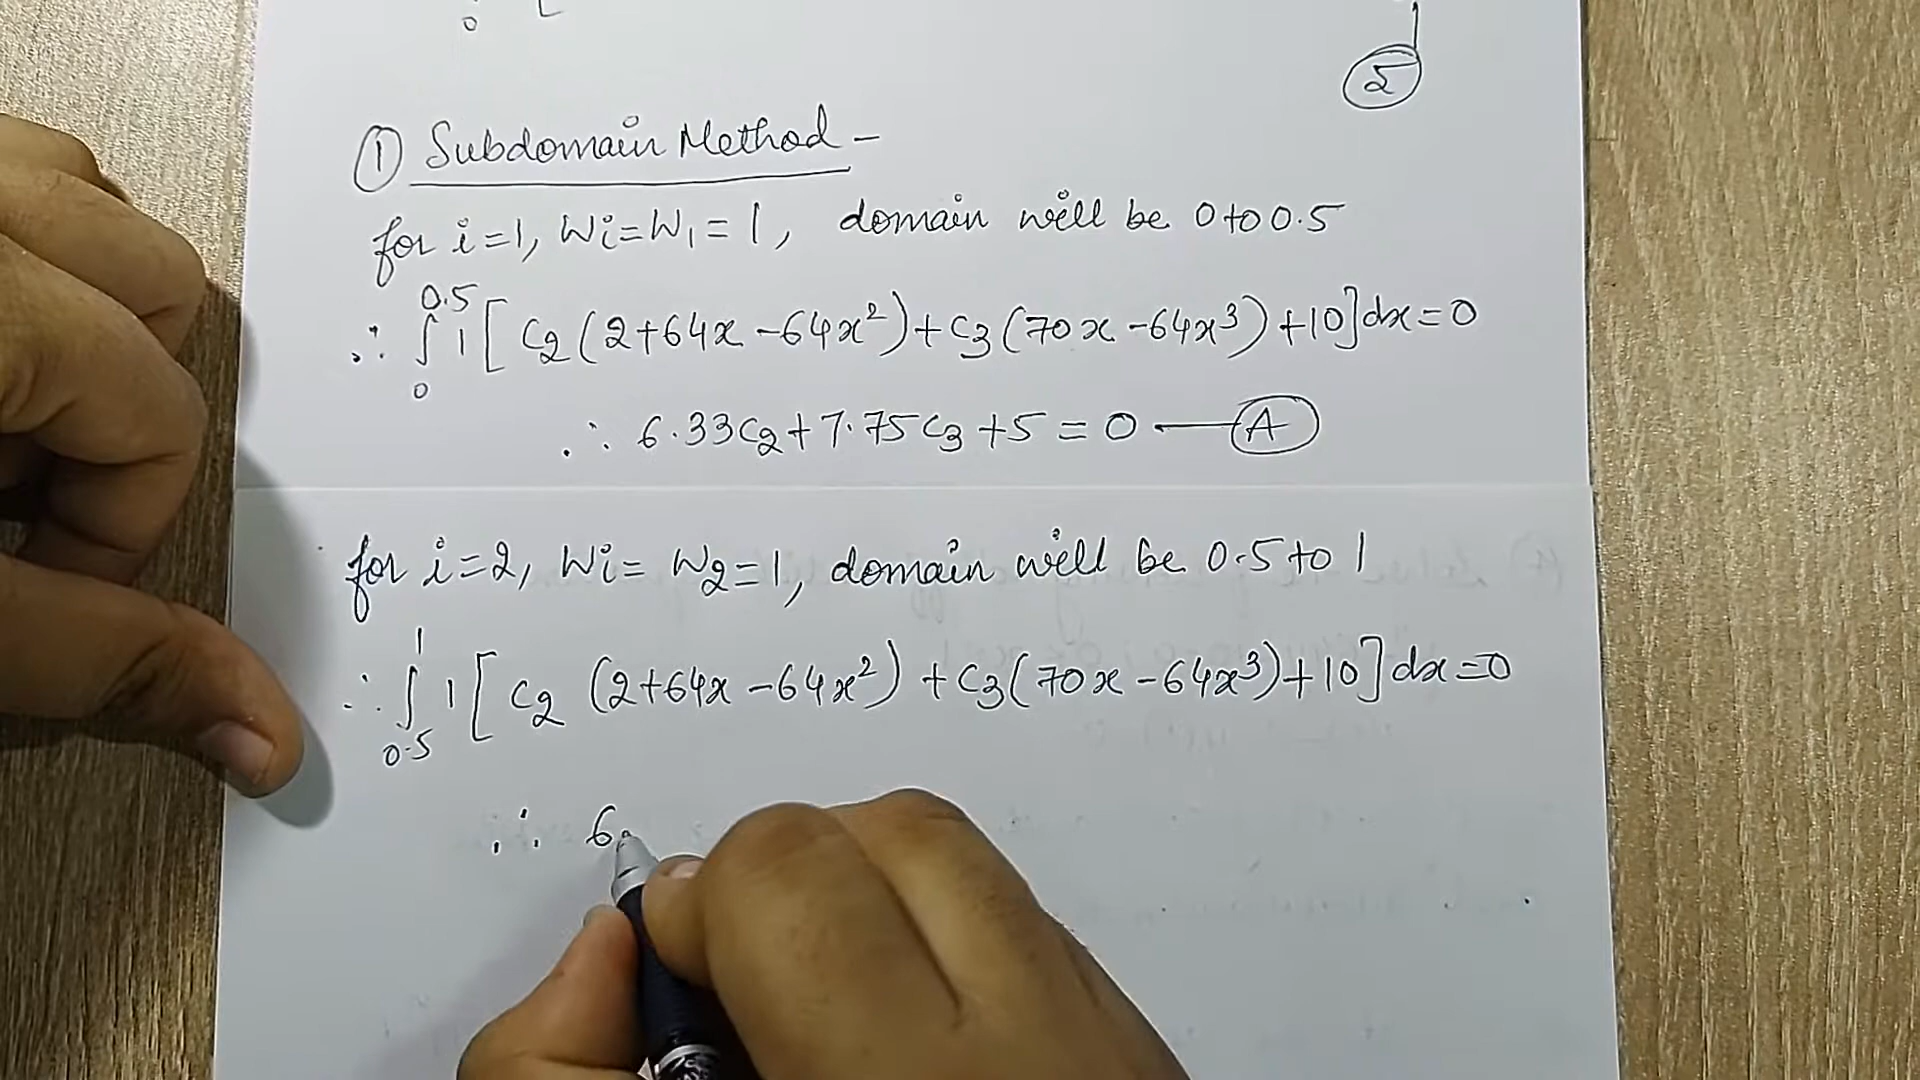 0 [
5
① Subdomain Method -
for i=1, Wi=W₁=1, domain will be 0 to 0.5
∴ ∫₀^0.5 1[C₂(2+64x-64x²)+C₃(70x-64x³)+10]dx=0
∴ 6.33C₂+7.75C₃+5=0 — Ⓐ
for i=2, Wi=W₂=1, domain will be 0.5 to 1
∴ ∫₀.₅^1 1[C₂(2+64x-64x²)+C₃(70x-64x³)+10]dx=0
∴ 6.